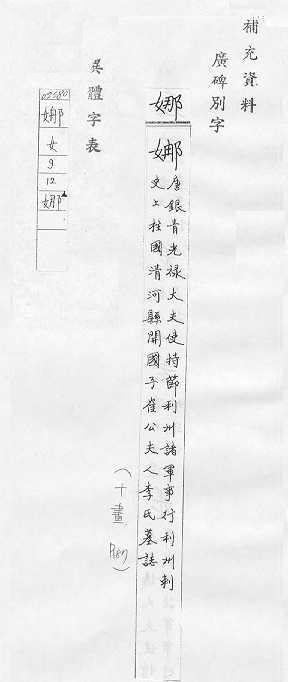 補充資料
廣碑別字
娜
娜
唐銀青光祿大夫使持節利州諸軍事行利州刺
史上柱國清河縣開國子崔公夫人李氏墓誌
(十畫
P87)
異體字表
02280
娜
女
9
12
娜